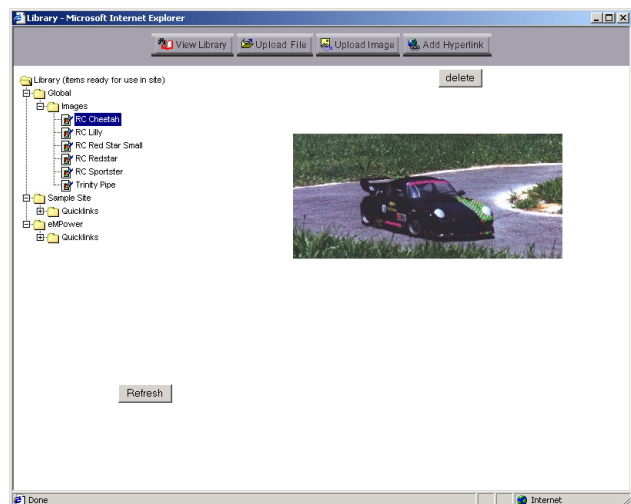 Library - Microsoft Internet Explorer
View Library Upload File Upload Image Add Hyperlink
delete
Library (items ready for use in site)
Global
Images
RC Cheetah
RC Lilly
RC Red Star Small
RC Redstar
RC Sportster
Trinity Pipe
Sample Site
Quicklinks
eMPower
Quicklinks
Refresh
Done Internet